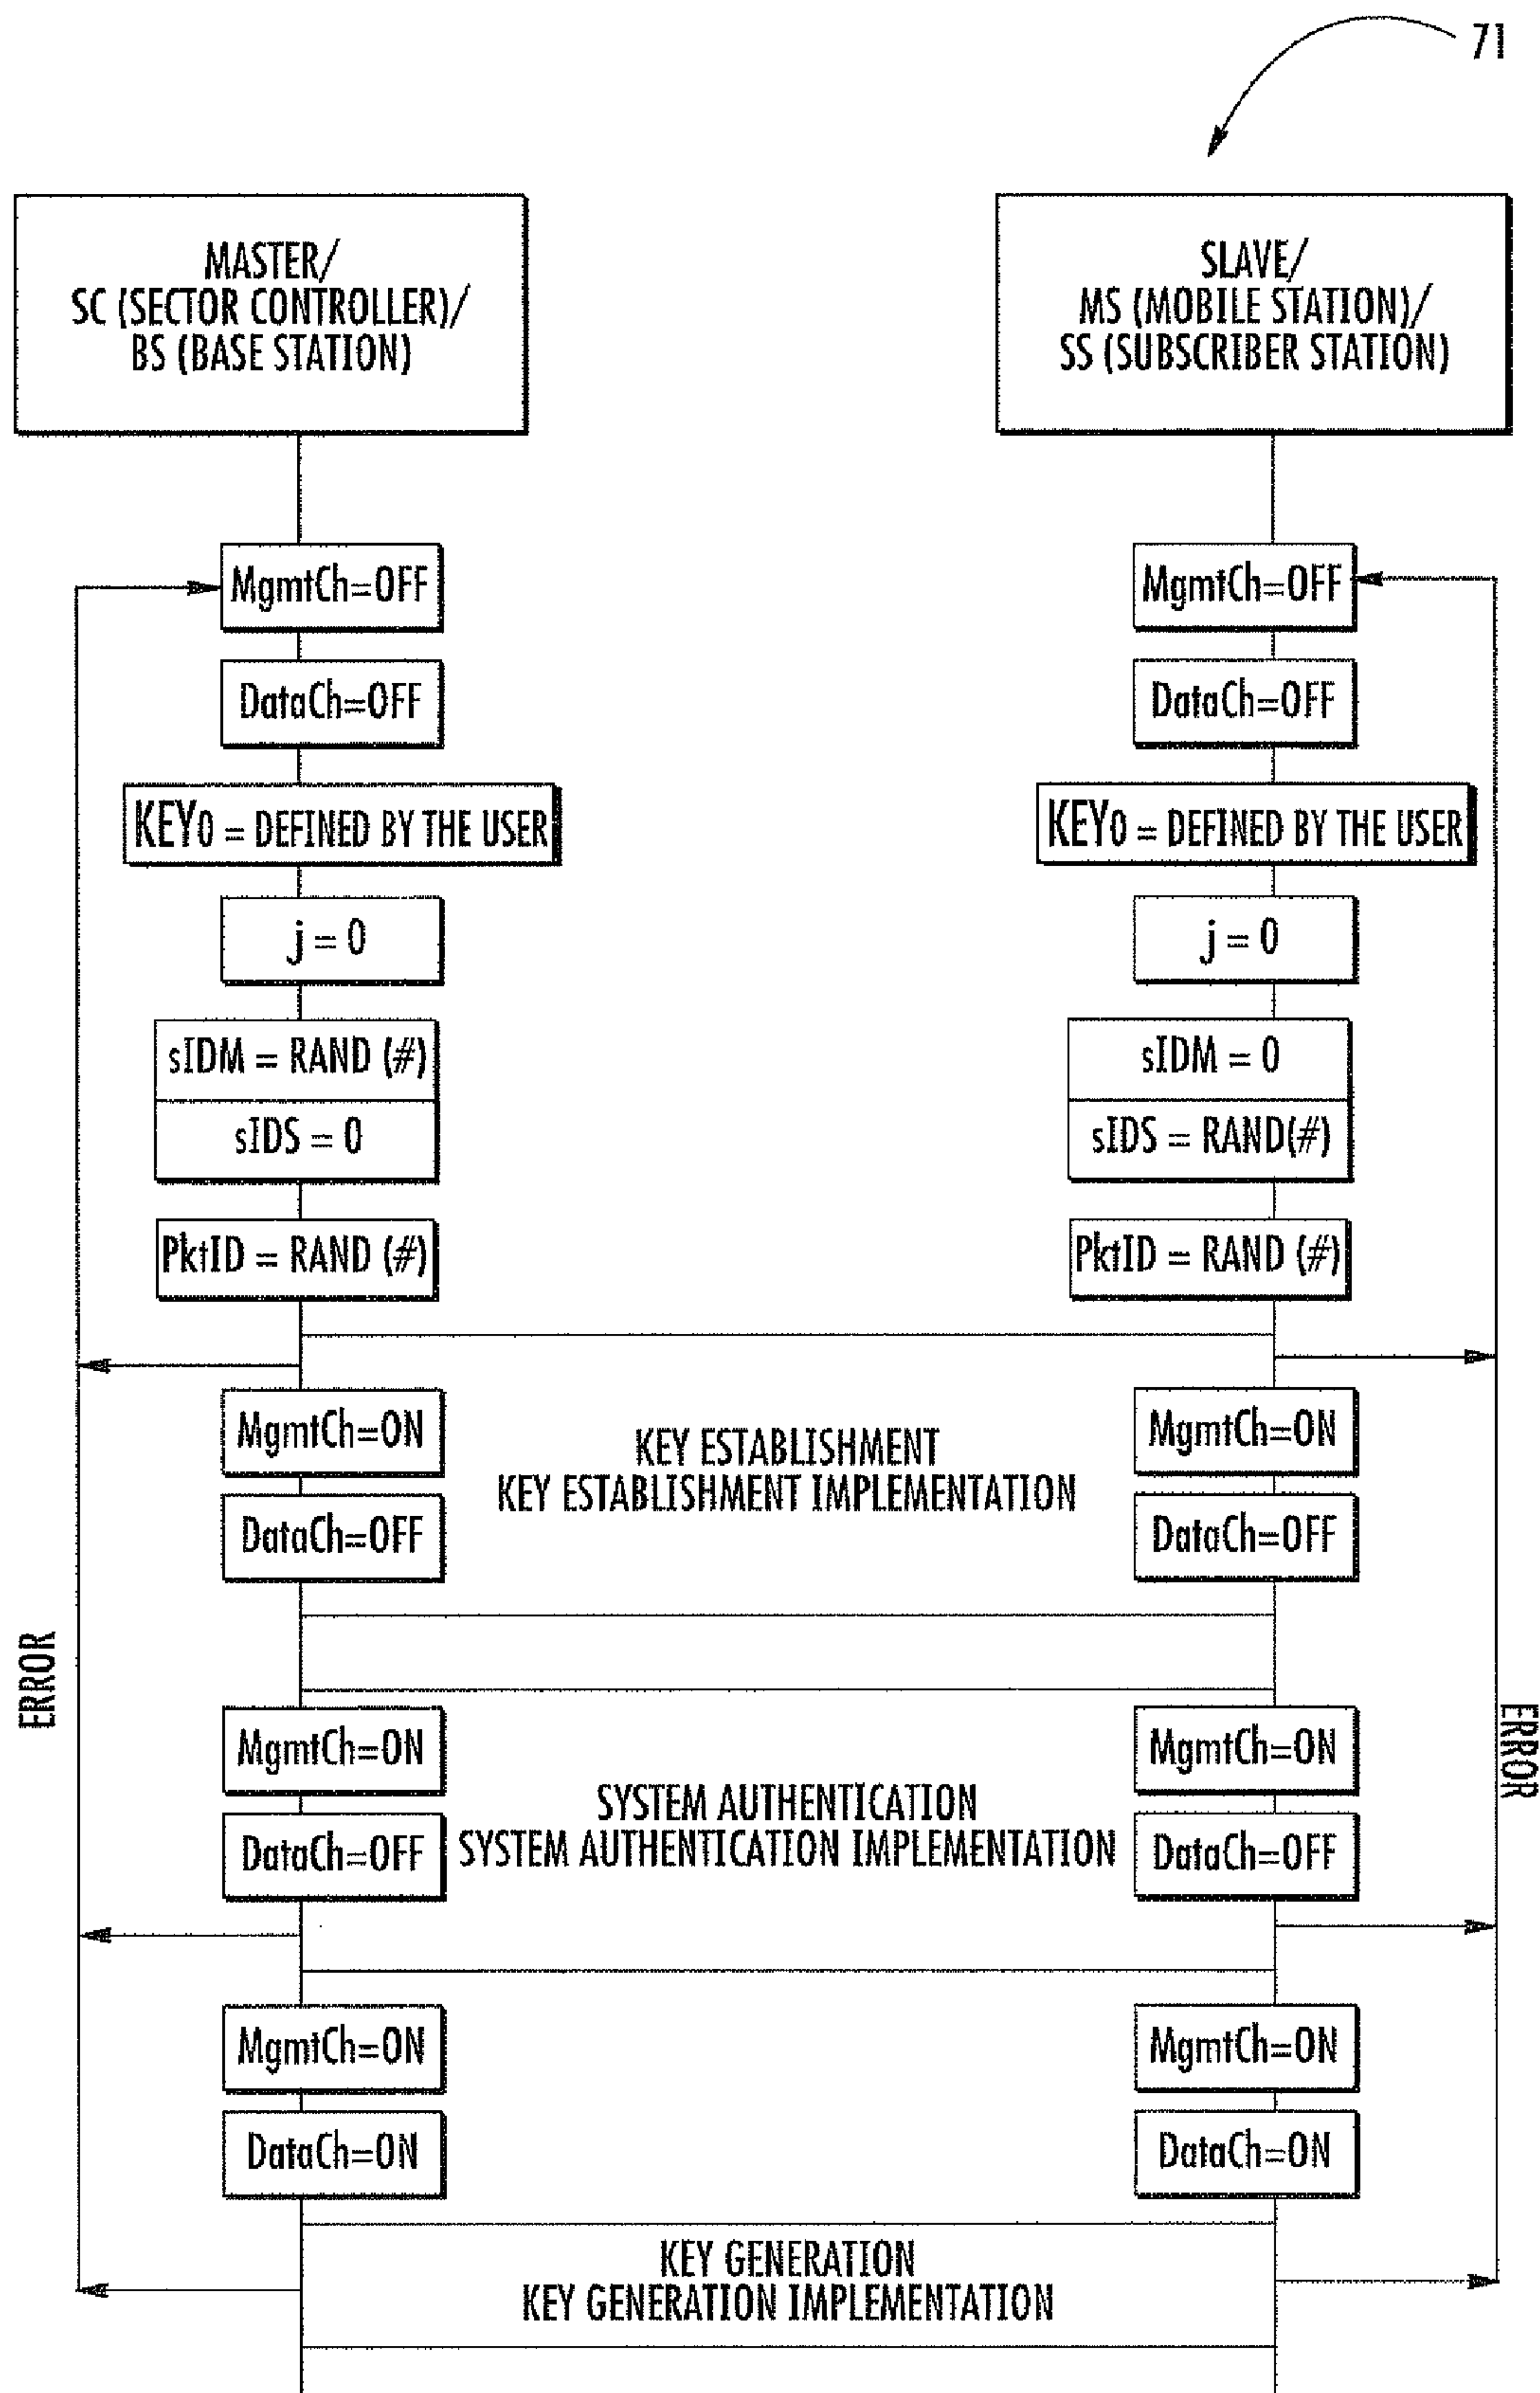 71
MASTER/
SC (SECTOR CONTROLLER)/
BS (BASE STATION)
SLAVE/
MS (MOBILE STATION)/
SS (SUBSCRIBER STATION)
MgmtCh=OFF
MgmtCh=OFF
DataCh=OFF
DataCh=OFF
KEY0 = DEFINED BY THE USER
KEY0 = DEFINED BY THE USER
j = 0
j = 0
sIDM = RAND (#)
sIDM = 0
sIDS = 0
sIDS = RAND(#)
PktID = RAND (#)
PktID = RAND (#)
MgmtCh=ON
MgmtCh=ON
KEY ESTABLISHMENT
KEY ESTABLISHMENT IMPLEMENTATION
DataCh=OFF
DataCh=OFF
ERROR
ERROR
MgmtCh=ON
MgmtCh=ON
SYSTEM AUTHENTICATION
SYSTEM AUTHENTICATION IMPLEMENTATION
DataCh=OFF
DataCh=OFF
MgmtCh=ON
MgmtCh=ON
DataCh=ON
DataCh=ON
KEY GENERATION
KEY GENERATION IMPLEMENTATION